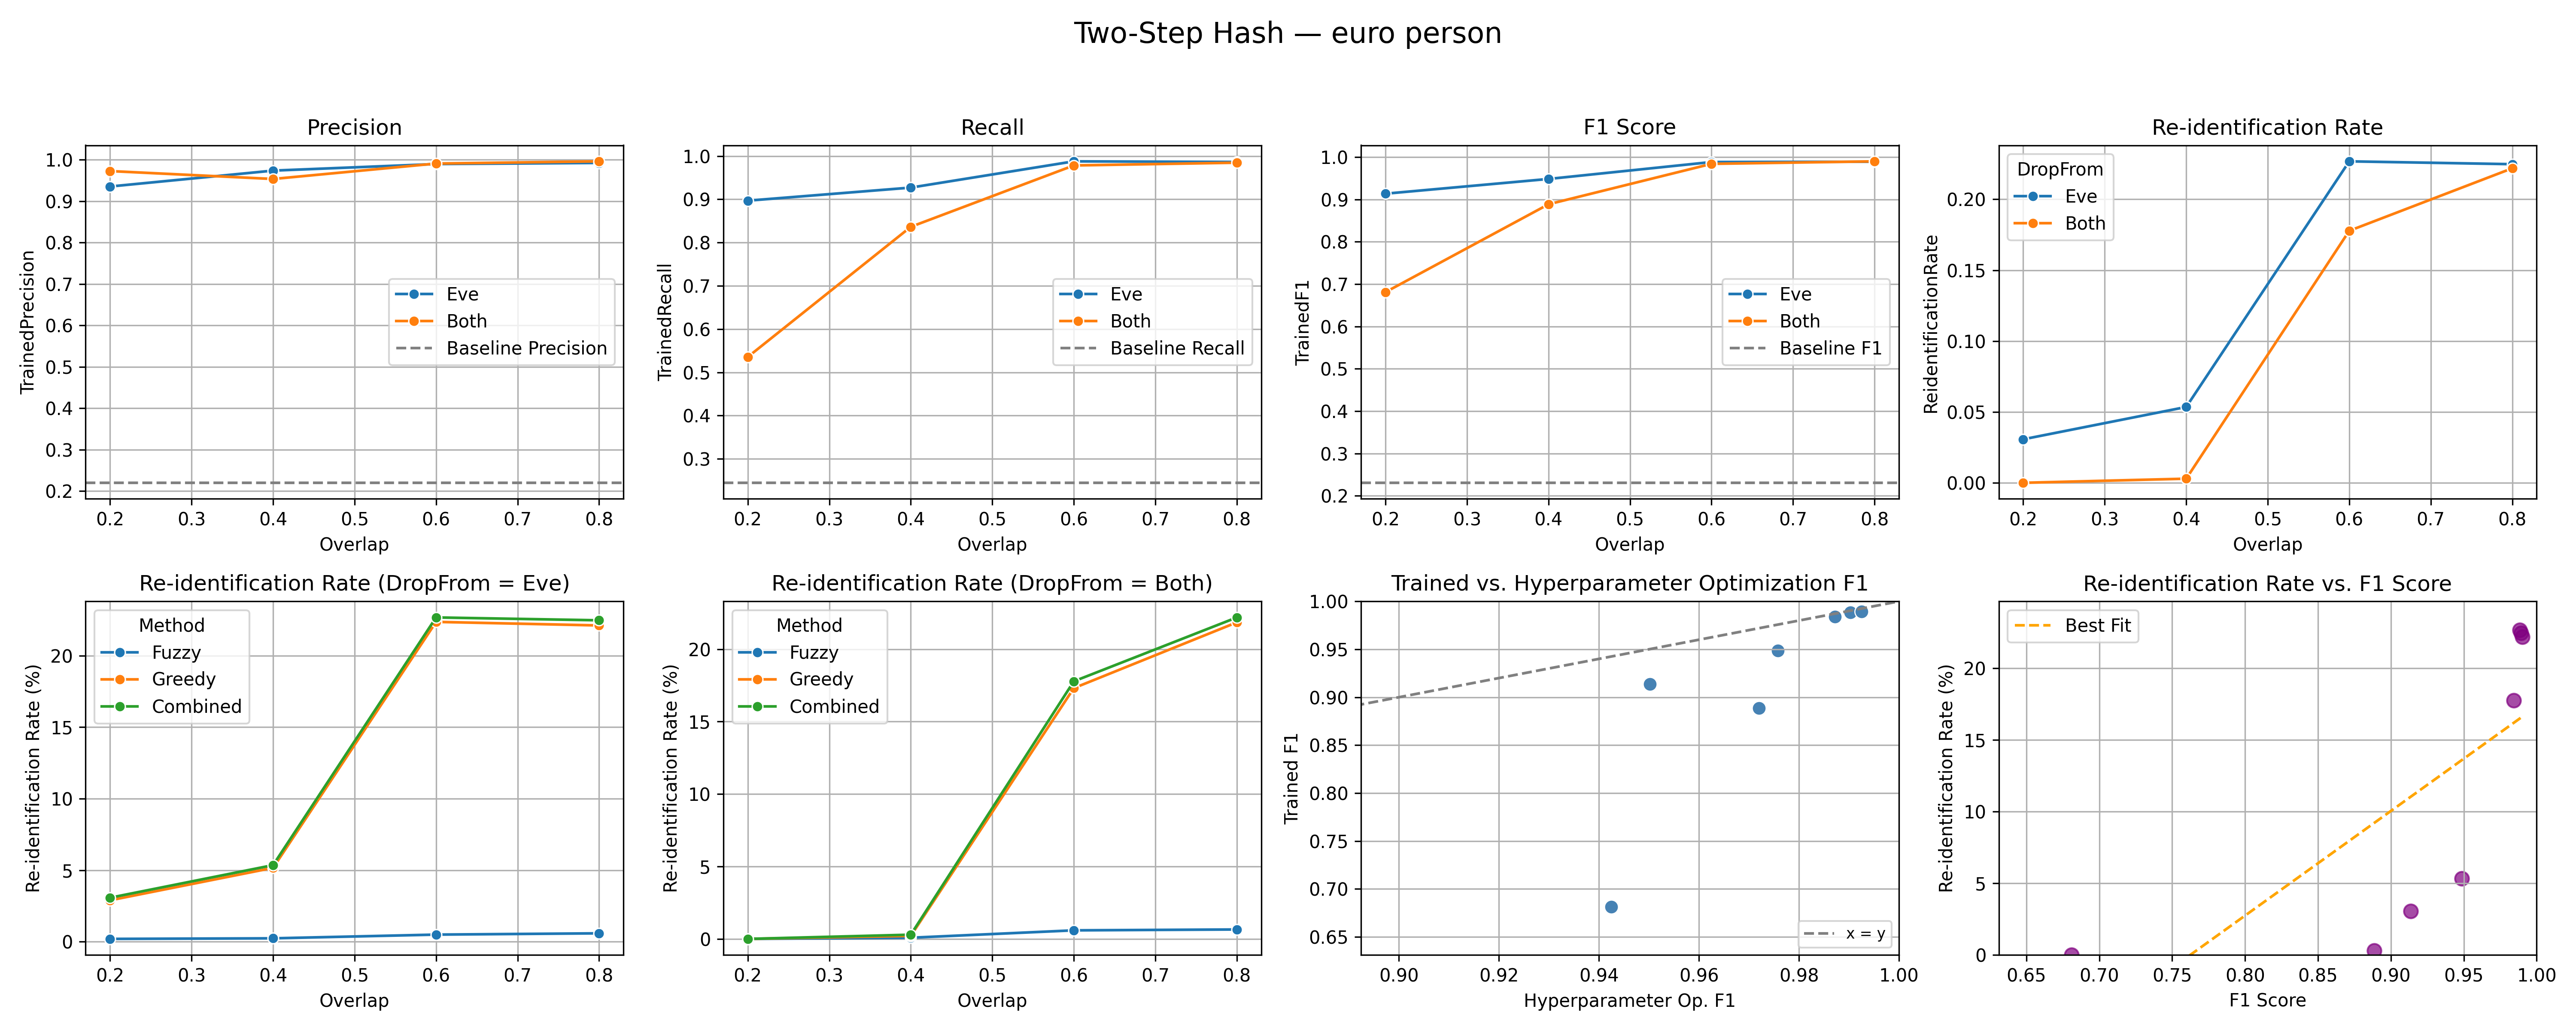 Two-Step Hash — euro person
Precision
TrainedPrecision
1.0
0.9
0.8
0.7
0.6
0.5
0.4
0.3
0.2
Eve
Both
Baseline Precision
0.2 0.3 0.4 0.5 0.6 0.7 0.8
Overlap
Recall
TrainedRecall
1.0
0.9
0.8
0.7
0.6
0.5
0.4
0.3
Eve
Both
Baseline Recall
0.2 0.3 0.4 0.5 0.6 0.7 0.8
Overlap
F1 Score
TrainedF1
1.0
0.9
0.8
0.7
0.6
0.5
0.4
0.3
0.2
Eve
Both
Baseline F1
0.2 0.3 0.4 0.5 0.6 0.7 0.8
Overlap
Re-identification Rate
ReidentificationRate
0.20
0.15
0.10
0.05
0.00
DropFrom
Eve
Both
0.2 0.3 0.4 0.5 0.6 0.7 0.8
Overlap
Re-identification Rate (DropFrom = Eve)
Re-identification Rate (%)
20
15
10
5
0
Method
Fuzzy
Greedy
Combined
0.2 0.3 0.4 0.5 0.6 0.7 0.8
Overlap
Re-identification Rate (DropFrom = Both)
Re-identification Rate (%)
20
15
10
5
0
Method
Fuzzy
Greedy
Combined
0.2 0.3 0.4 0.5 0.6 0.7 0.8
Overlap
Trained vs. Hyperparameter Optimization F1
Trained F1
1.00
0.95
0.90
0.85
0.80
0.75
0.70
0.65
x = y
0.90 0.92 0.94 0.96 0.98 1.00
Hyperparameter Op. F1
Re-identification Rate vs. F1 Score
Re-identification Rate (%)
20
15
10
5
0
Best Fit
0.65 0.70 0.75 0.80 0.85 0.90 0.95 1.00
F1 Score